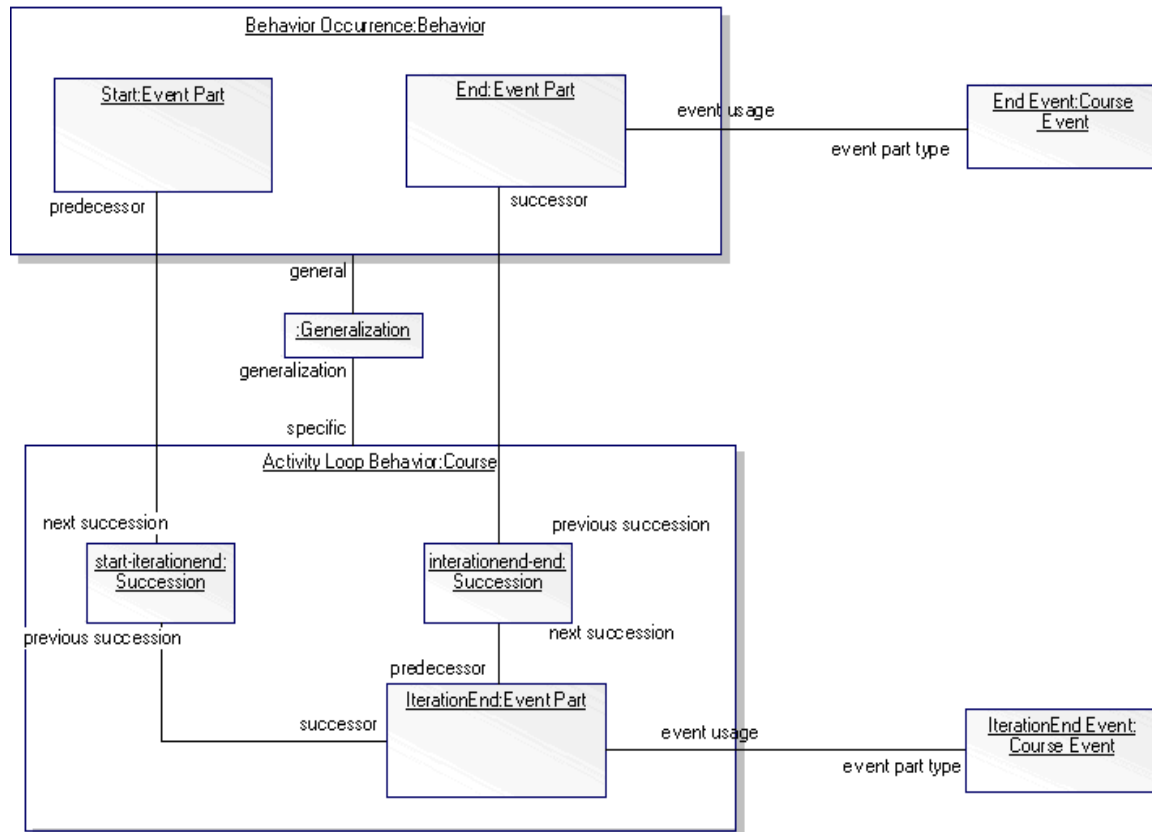 Behavior Occurrence:Behavior
Start:Event Part
End:Event Part
event usage
End Event:Course
Event
event part type
predecessor
successor
general
:Generalization
generalization
specific
Activity Loop Behavior:Course
next succession
previous succession
start-iterationend:
Succession
interationend-end:
Succession
previous succession
next succession
predecessor
IterationEnd:Event Part
successor
event usage
IterationEnd Event:
Course Event
event part type